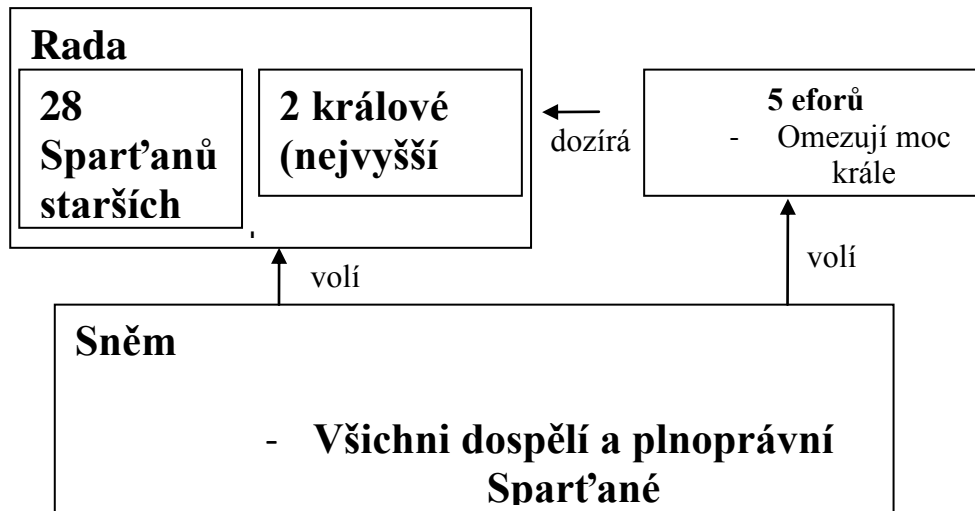 Rada
28
Sparťanů
starších
2 králové
(nejvyšší
dozírá
5 eforů
- Omezují moc
krále
volí
volí
Sněm
- Všichni dospělí a plnoprávní
Sparťané